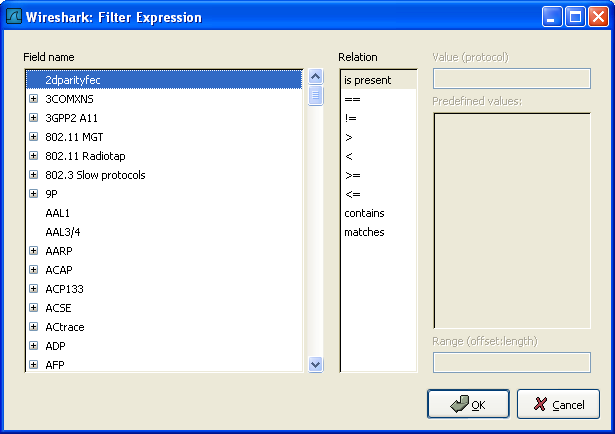 Wireshark: Filter Expression
Field name
2dparityfec
3COMXNS
3GPP2 A11
802.11 MGT
802.11 Radiotap
802.3 Slow protocols
9P
AAL1
AAL3/4
AARP
ACAP
ACP133
ACSE
ACtrace
ADP
AFP
Relation
is present
==
!=
>
<
>=
<=
contains
matches
Value (protocol)
Predefined values:
Range (offset:length)
OK
Cancel